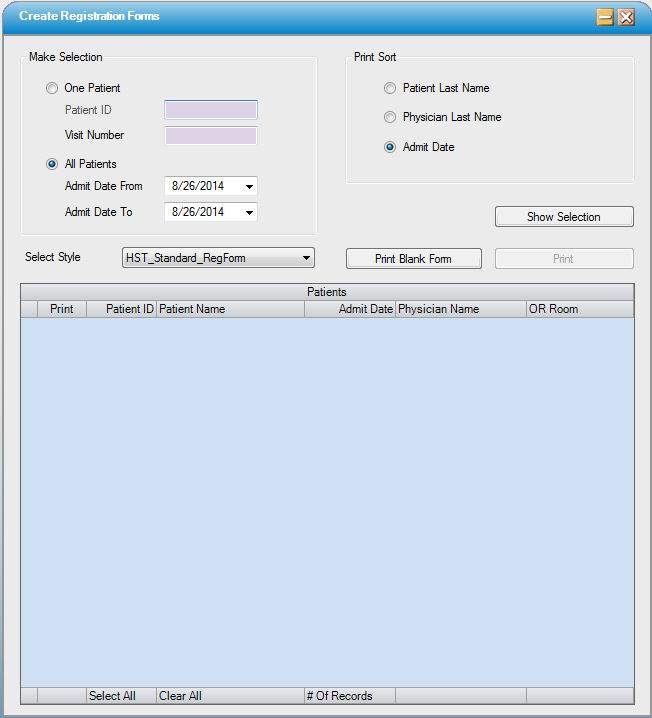 Create Registration Forms
Make Selection
One Patient
Patient ID
Visit Number
All Patients
Admit Date From 8/26/2014
Admit Date To 8/26/2014
Print Sort
Patient Last Name
Physician Last Name
Admit Date
Show Selection
Select Style HST_Standard_RegForm Print Blank Form Print
Patients
Print Patient ID Patient Name Admit Date Physician Name OR Room
Select All Clear All # Of Records